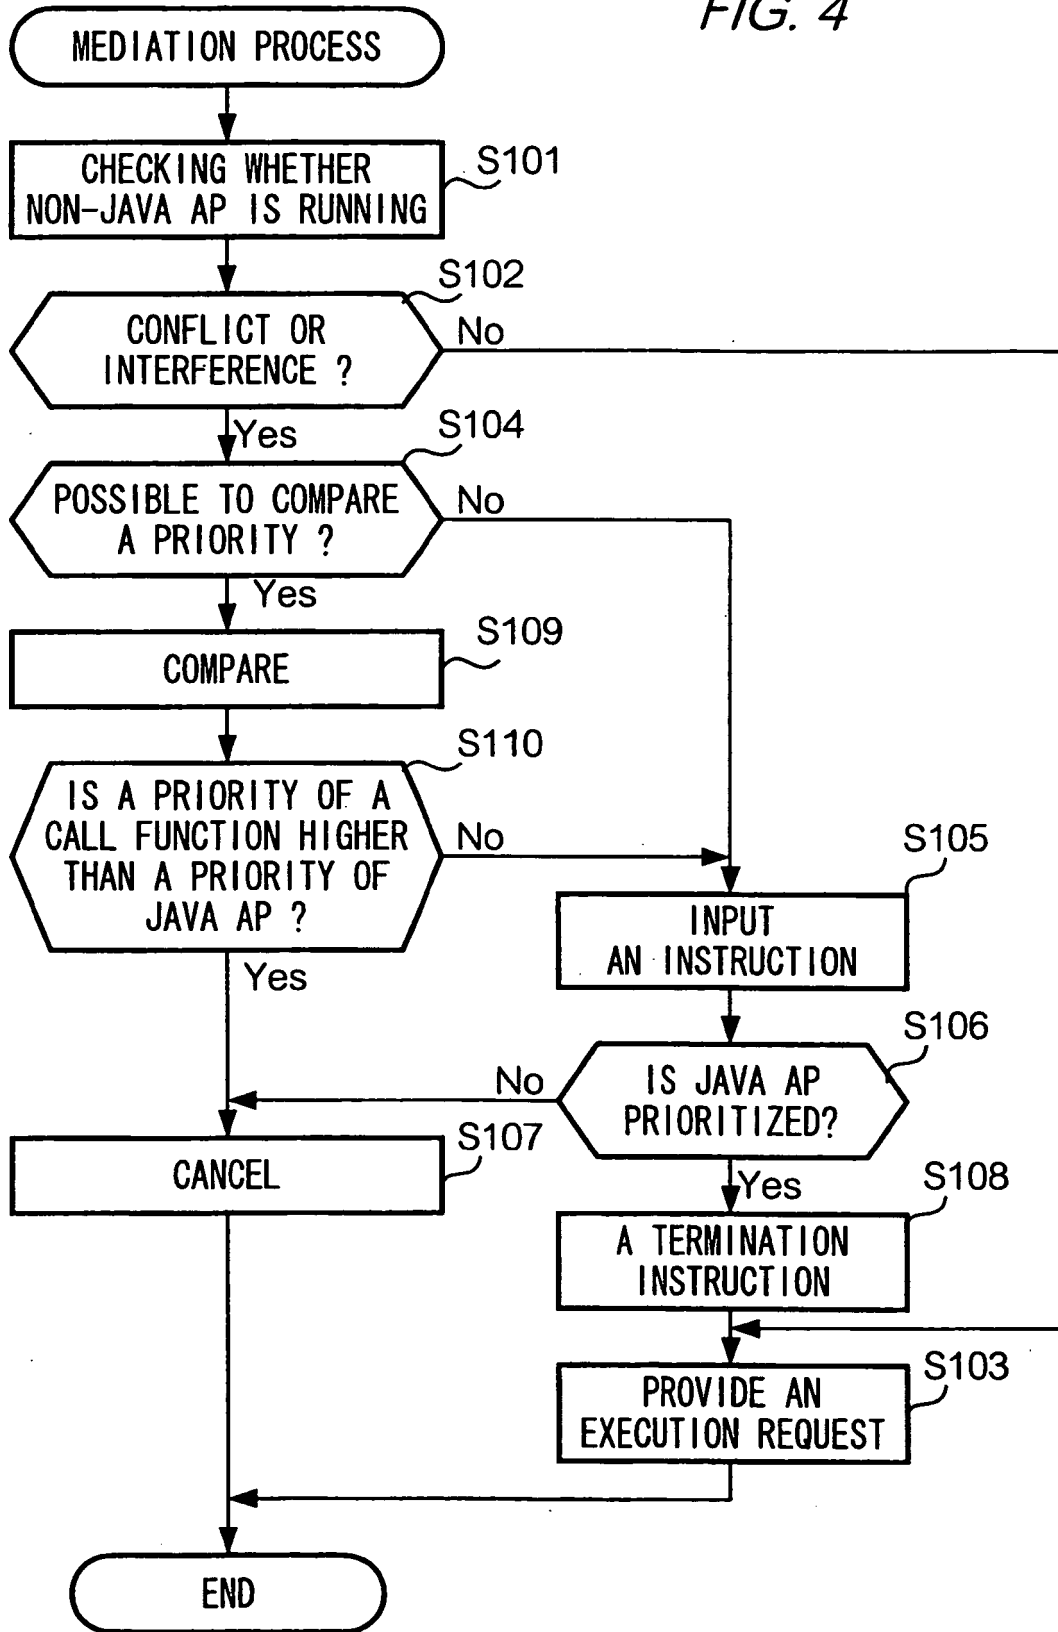 FIG. 4
MEDIATION PROCESS
CHECKING WHETHER
NON-JAVA AP IS RUNNING
S101
S102
CONFLICT OR
INTERFERENCE ?
No
Yes
S104
POSSIBLE TO COMPARE
A PRIORITY ?
No
Yes
S109
COMPARE
S110
IS A PRIORITY OF A
CALL FUNCTION HIGHER
THAN A PRIORITY OF
JAVA AP ?
No
Yes
S105
INPUT
AN INSTRUCTION
S106
IS JAVA AP
PRIORITIZED?
No
Yes
S107
CANCEL
S108
A TERMINATION
INSTRUCTION
S103
PROVIDE AN
EXECUTION REQUEST
END